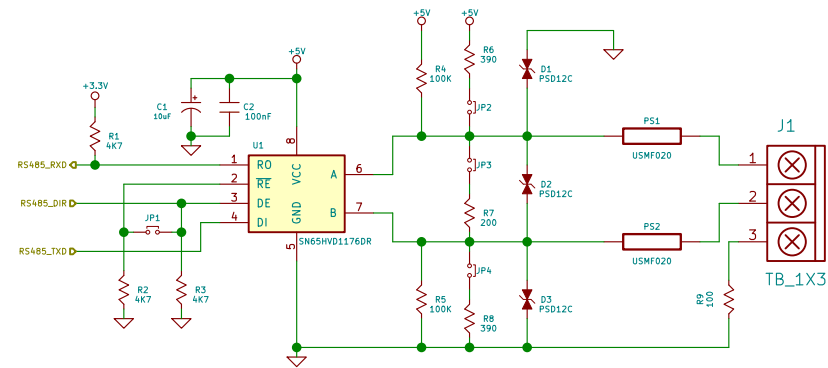 +5V
+5V
R6
390
R4
100K
D1
PSD12C
+5V
+3.3V
C1
10uF
C2
100nF
JP2
R1
4K7
PS1
USMF020
J1
U1
RS485_RXD
1
RO
8
VCC
A
6
JP3
1
2
RE
D2
PSD12C
RS485_DIR
3
DE
GND
B
7
2
4
DI
R7
200
JP1
PS2
USMF020
3
RS485_TXD
5
SN65HVD1176DR
JP4
TB_1X3
R2
4K7
R3
4K7
R5
100K
D3
PSD12C
R9
100
R8
390